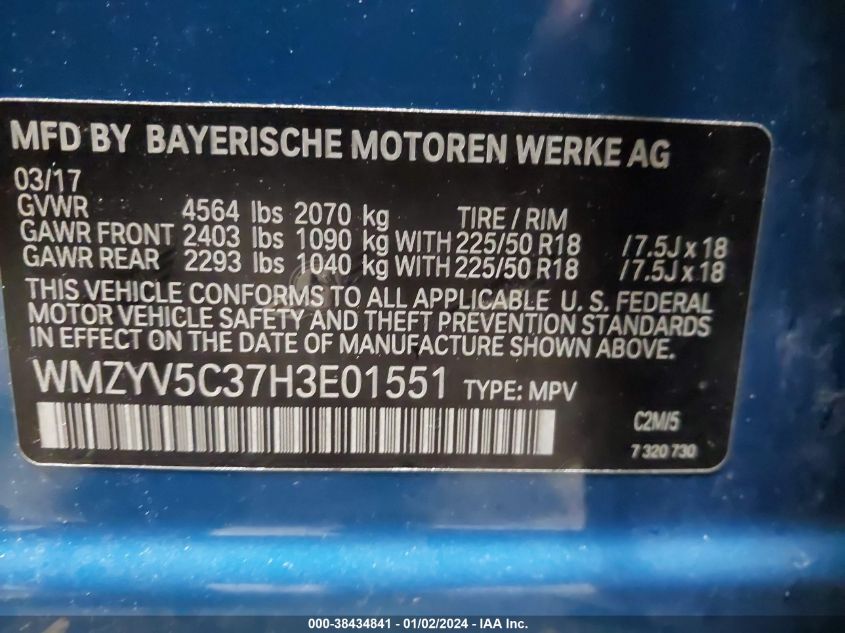 MFD BY BAYERISCHE MOTOREN WERKE AG
03/17
GVWR 4564 lbs 2070 kg TIRE / RIM
GAWR FRONT 2403 lbs 1090 kg WITH 225/50 R18 /7.5J x 18
GAWR REAR 2293 lbs 1040 kg WITH 225/50 R18 /7.5J x 18
THIS VEHICLE CONFORMS TO ALL APPLICABLE U. S. FEDERAL
MOTOR VEHICLE SAFETY AND THEFT PREVENTION STANDARDS
IN EFFECT ON THE DATE OF MANUFACTURE SHOWN ABOVE.
WMZYV5C37H3E01551 TYPE: MPV
C2M/5
7 320 730
000-38434841 - 01/02/2024 - IAA Inc.